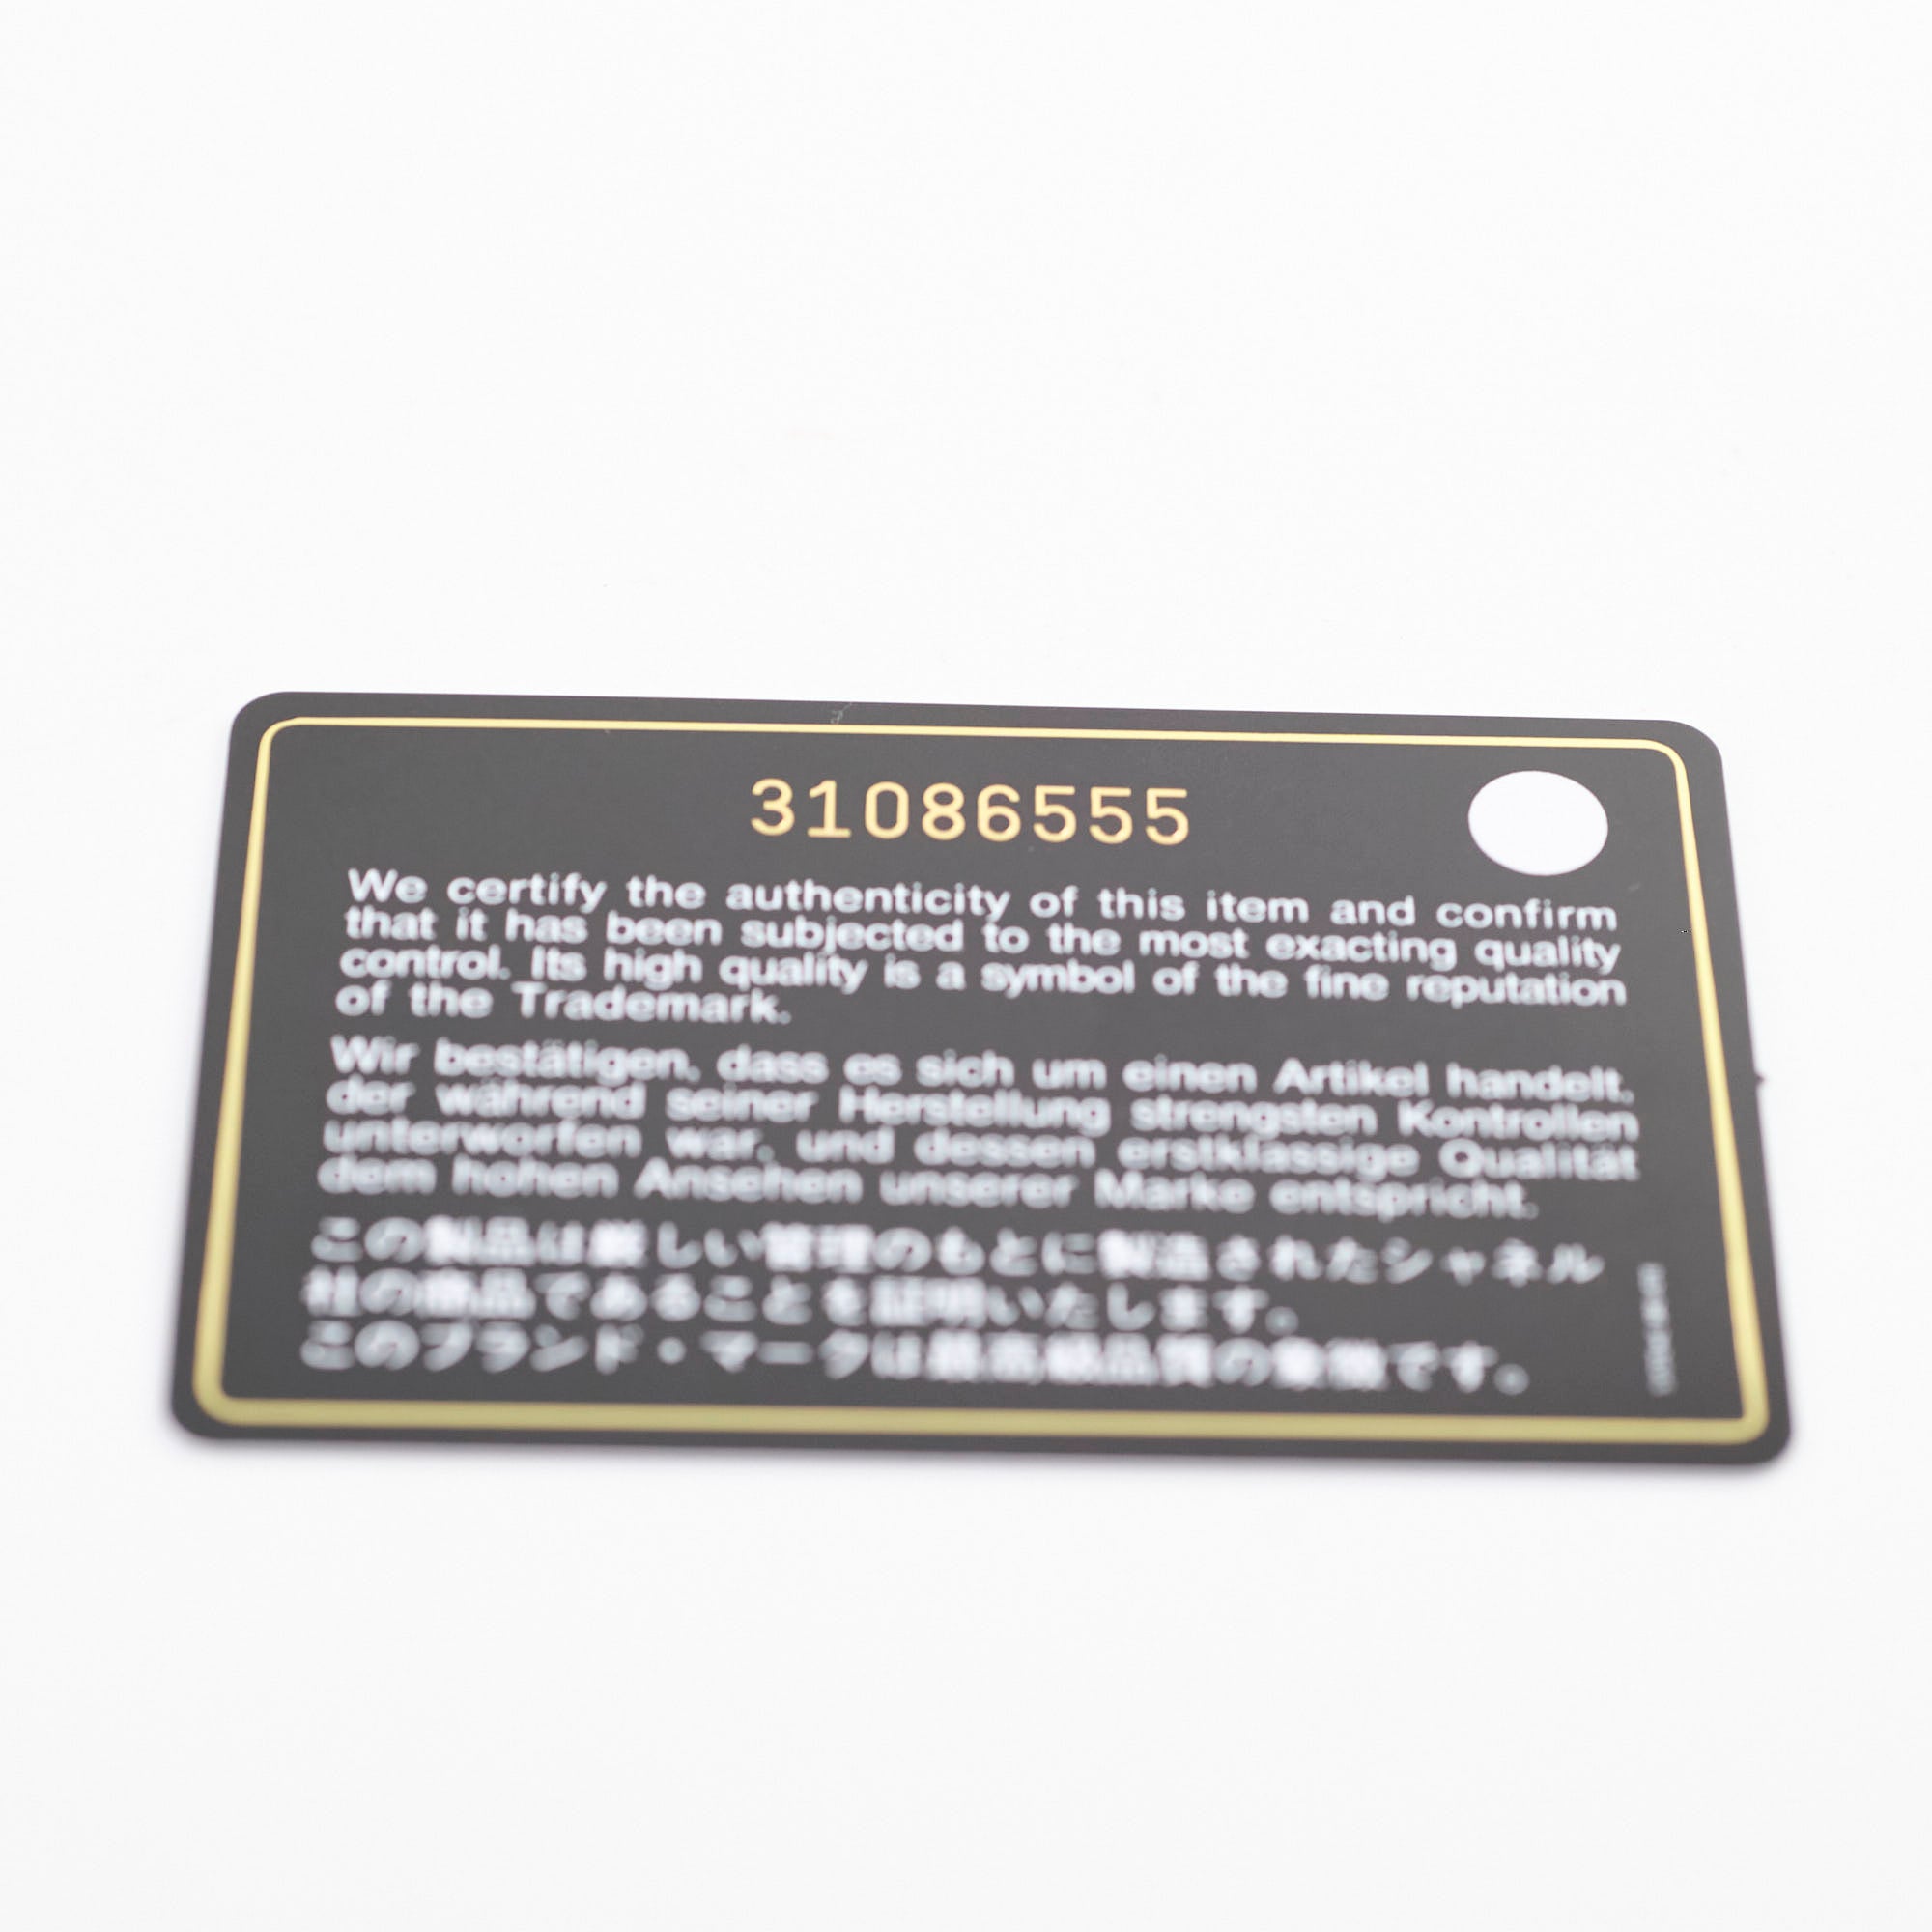 31086555
We certify the authenticity of this item and confirm
that it has been subjected to the most exacting quality
control. Its high quality is a symbol of the fine reputation
of the Trademark.
Wir bestätigen, dass es sich um einen Artikel handelt,
der während seiner Herstellung strengsten Kontrollen
unterworfen war, und dessen erstklassige Qualität
dem hohen Ansehen unserer Marke entspricht.
この製品は厳しい管理のもとに製造されたシャネル
社の商品であることを証明いたします。
このブランド・マークは最高級品質の象徴です。